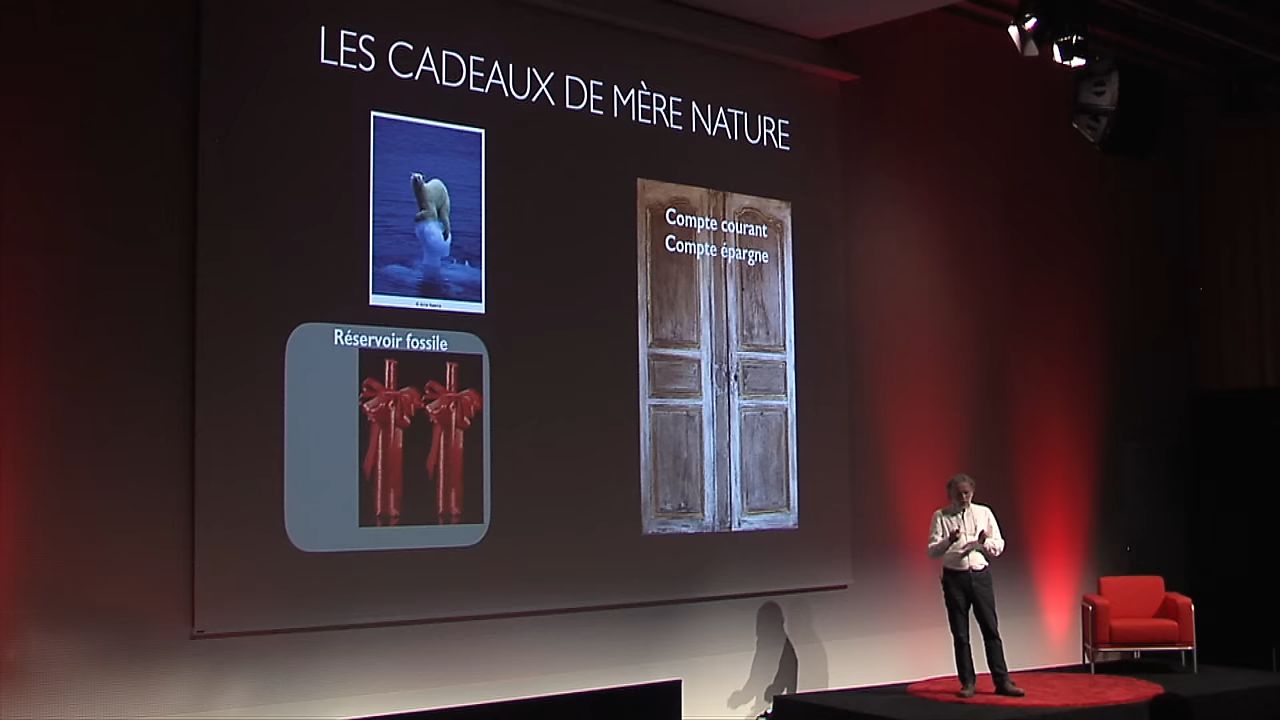 LES CADEAUX DE MÈRE NATURE
Compte courant
Compte épargne
Réservoir fossile